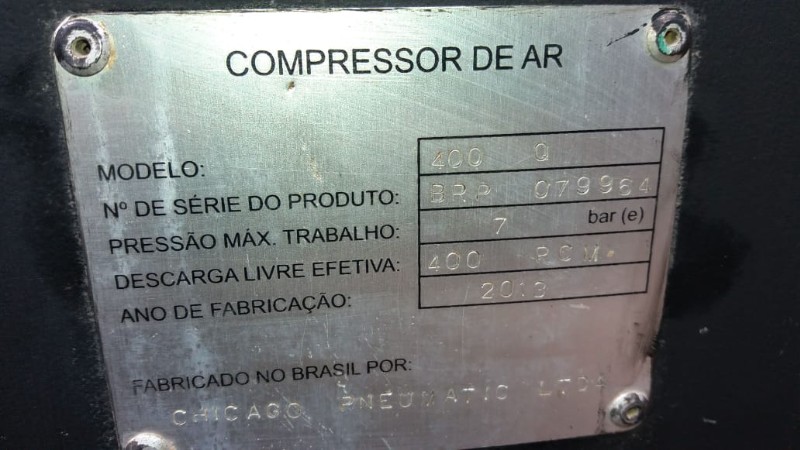 COMPRESSOR DE AR
MODELO: 400 Q
Nº DE SÉRIE DO PRODUTO: BRP 079964
PRESSÃO MÁX. TRABALHO: 7 bar (e)
DESCARGA LIVRE EFETIVA: 400 PCM
ANO DE FABRICAÇÃO: 2013
FABRICADO NO BRASIL POR:
CHICAGO PNEUMATIC LTDA